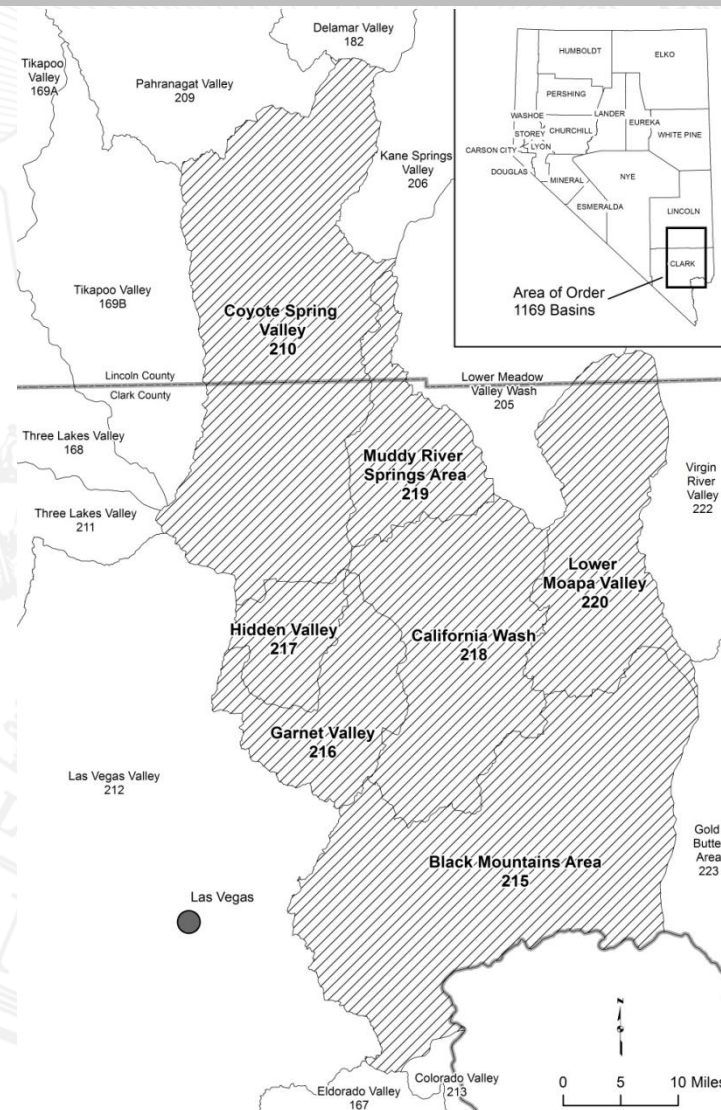 Delamar Valley
182
Tikapoo
Valley
169A
Pahranagat Valley
209
Kane Springs
Valley
206
HUMBOLDT
ELKO
PERSHING
WASHOE
LANDER
EUREKA
STOREY
CHURCHILL
WHITE PINE
CARSON CITY
LYON
DOUGLAS
MINERAL
NYE
ESMERALDA
LINCOLN
CLARK
Area of Order
1169 Basins
Tikapoo Valley
169B
Coyote Spring
Valley
210
Lincoln County
Clark County
Lower Meadow
Valley Wash
205
Three Lakes Valley
168
Muddy River
Springs Area
219
Virgin
River
Valley
222
Three Lakes Valley
211
Lower
Moapa Valley
220
Hidden Valley
217
California Wash
218
Garnet Valley
216
Las Vegas Valley
212
Gold
Butte
Area
223
Black Mountains Area
215
Las Vegas
N
0 5 10 Miles
Colorado Valley
213
Eldorado Valley
167